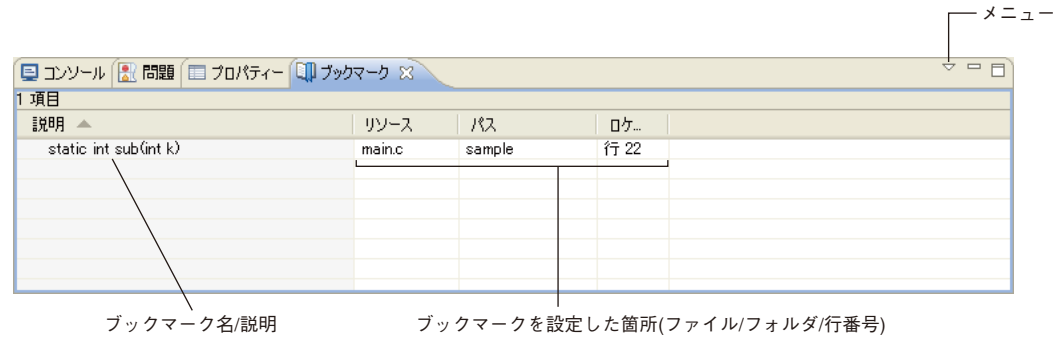 メニュー
コンソール 問題 プロパティー ブックマーク
1 項目
説明 リソース パス ロケ...
static int sub(int k) main.c sample 行 22
ブックマーク名/説明 ブックマークを設定した箇所(ファイル/フォルダ/行番号)